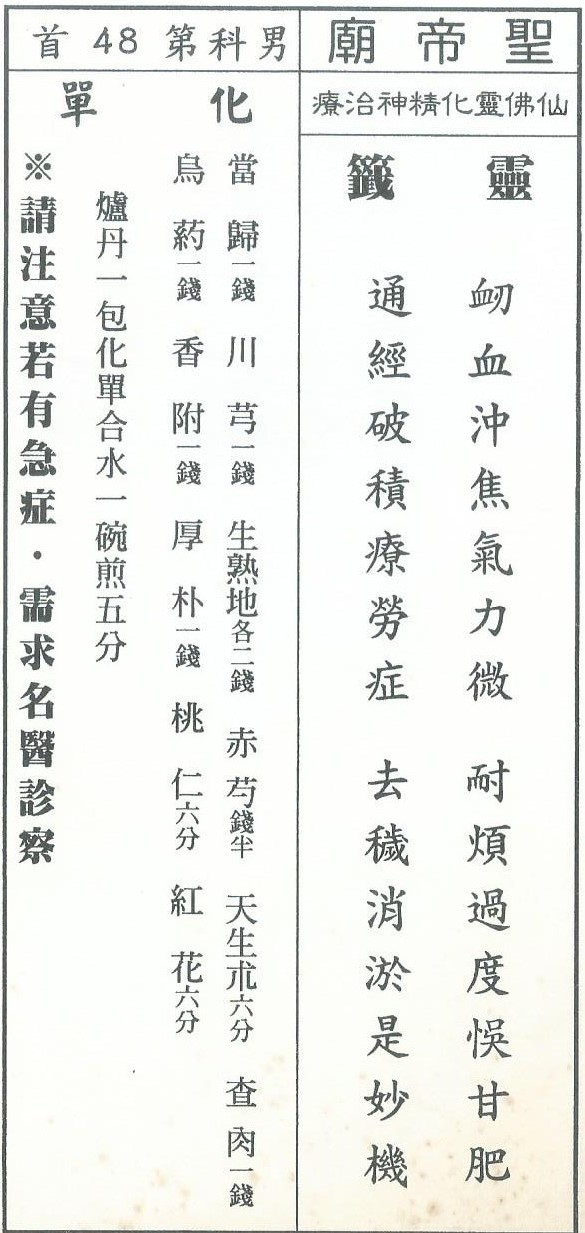 聖帝廟
仙佛靈化精神治療
靈籤
衂血沖焦氣力微 耐煩過度悞甘肥
通經破積療勞症 去穢消淤是妙機
男科第48首
化單
當歸一錢 川芎一錢 生熟地各二錢 赤芍錢半 天生朮六分 查肉一錢
烏葯一錢 香附一錢 厚朴一錢 桃仁六分 紅花六分
爐丹一包化單合水一碗煎五分
※請注意若有急症・需求名醫診察